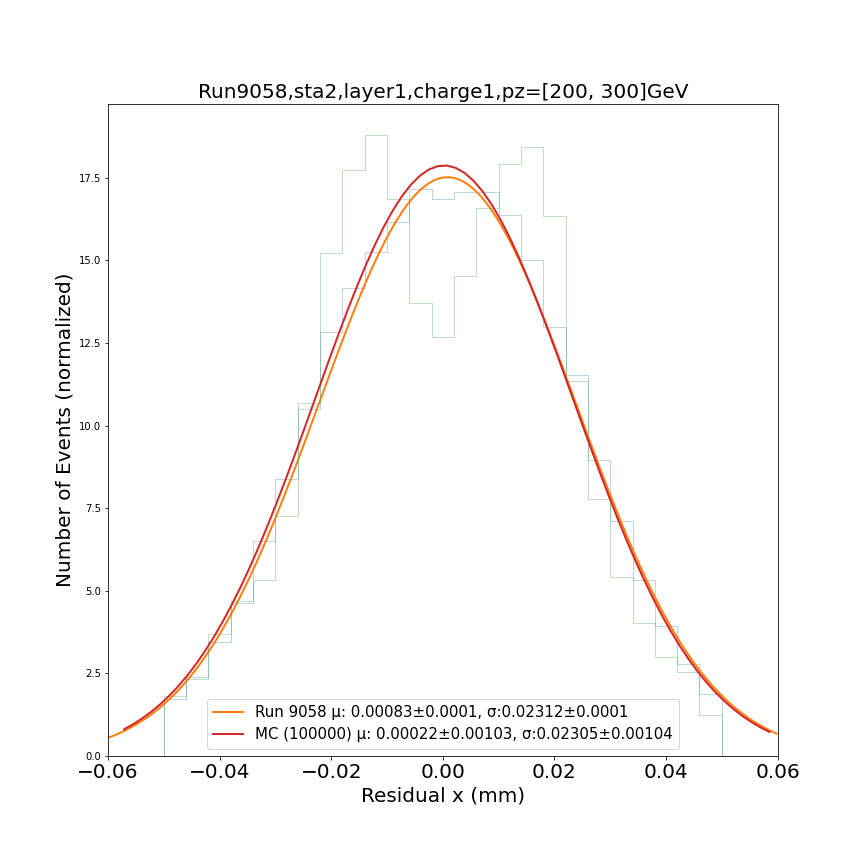 Run9058,sta2,layer1,charge1,pz=[200, 300]GeV
Number of Events (normalized)
17.5
15.0
12.5
10.0
7.5
5.0
2.5
0.0
Run 9058 μ: 0.00083±0.0001, σ:0.02312±0.0001
MC (100000) μ: 0.00022±0.00103, σ:0.02305±0.00104
−0.06 −0.04 −0.02 0.00 0.02 0.04 0.06
Residual x (mm)